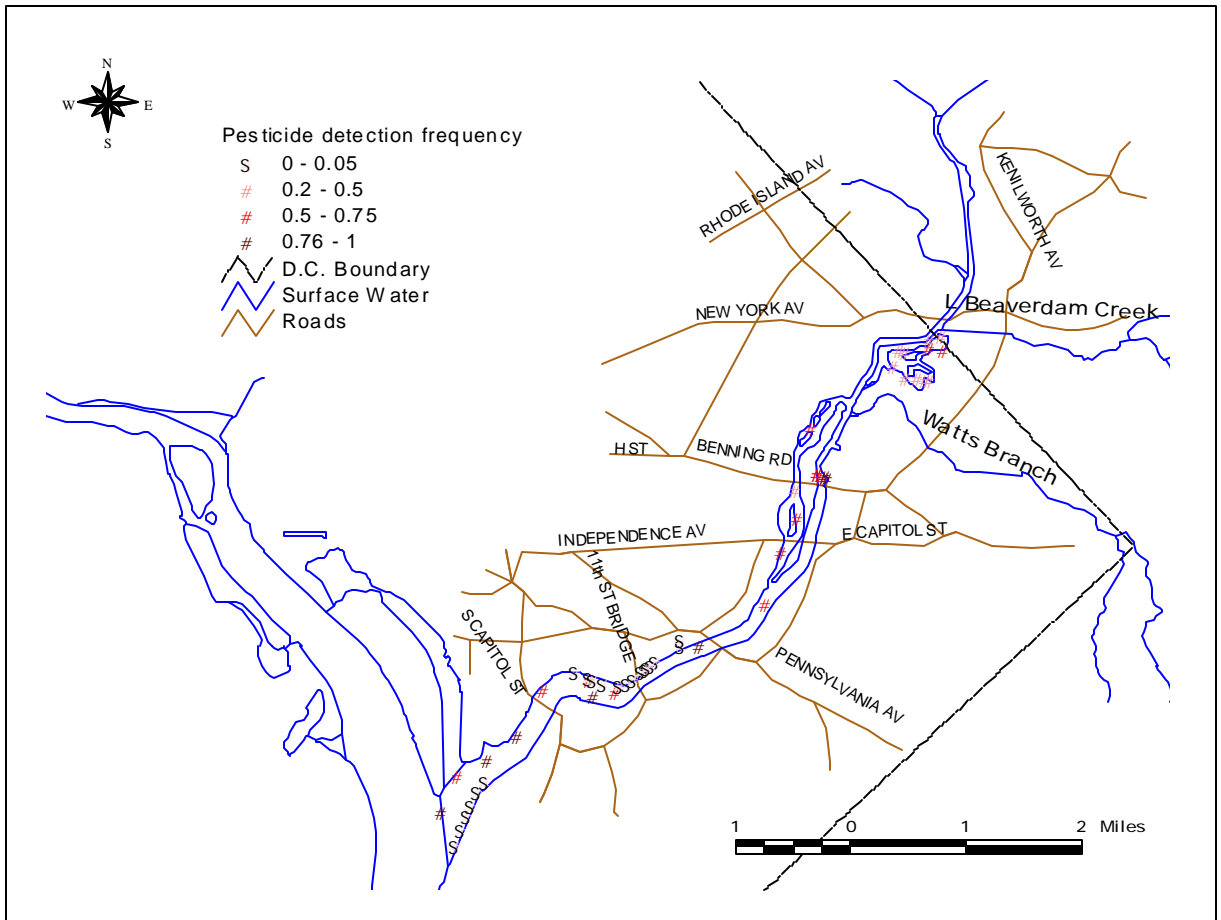 N
W E
S
Pesticide detection frequency
S 0 - 0.05
# 0.2 - 0.5
# 0.5 - 0.75
# 0.76 - 1
D.C. Boundary
Surface Water
Roads
RHODE ISLAND AV
KENILWORTH AV
L Beaverdam Creek
NEW YORK AV
Watts Branch
H ST
BENNING RD
INDEPENDENCE AV
E CAPITOL ST
11th ST BRIDGE
S CAPITOL ST
PENNSYLVANIA AV
1 0 1 2 Miles